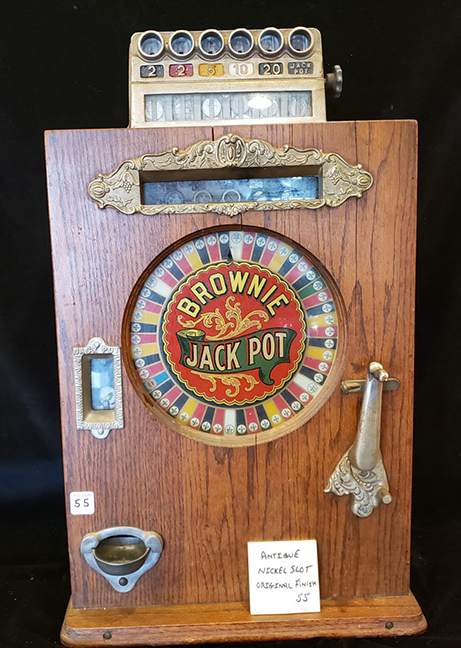 2 2 5 10 20 JACK POT
BROWNIE
JACK POT
55
ANTIQUE
NICKEL SLOT
ORIGINAL FINISH
55